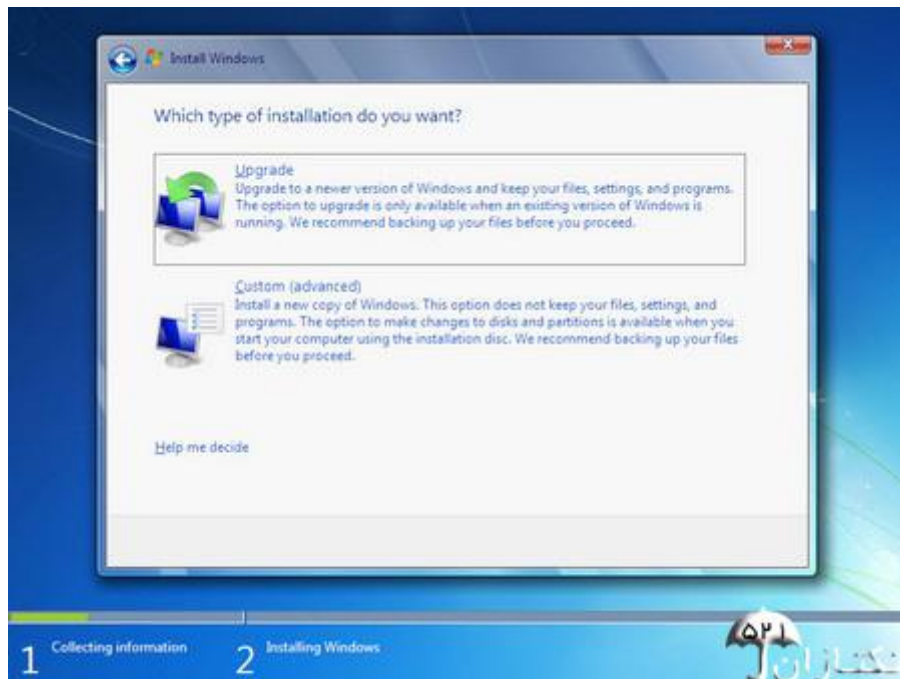 Install Windows
Which type of installation do you want?
Upgrade
Upgrade to a newer version of Windows and keep your files, settings, and programs.
The option to upgrade is only available when an existing version of Windows is
running. We recommend backing up your files before you proceed.
Custom (advanced)
Install a new copy of Windows. This option does not keep your files, settings, and
programs. The option to make changes to disks and partitions is available when you
start your computer using the installation disc. We recommend backing up your files
before you proceed.
Help me decide
1 Collecting information 2 Installing Windows
۵۲۱
تکتازان